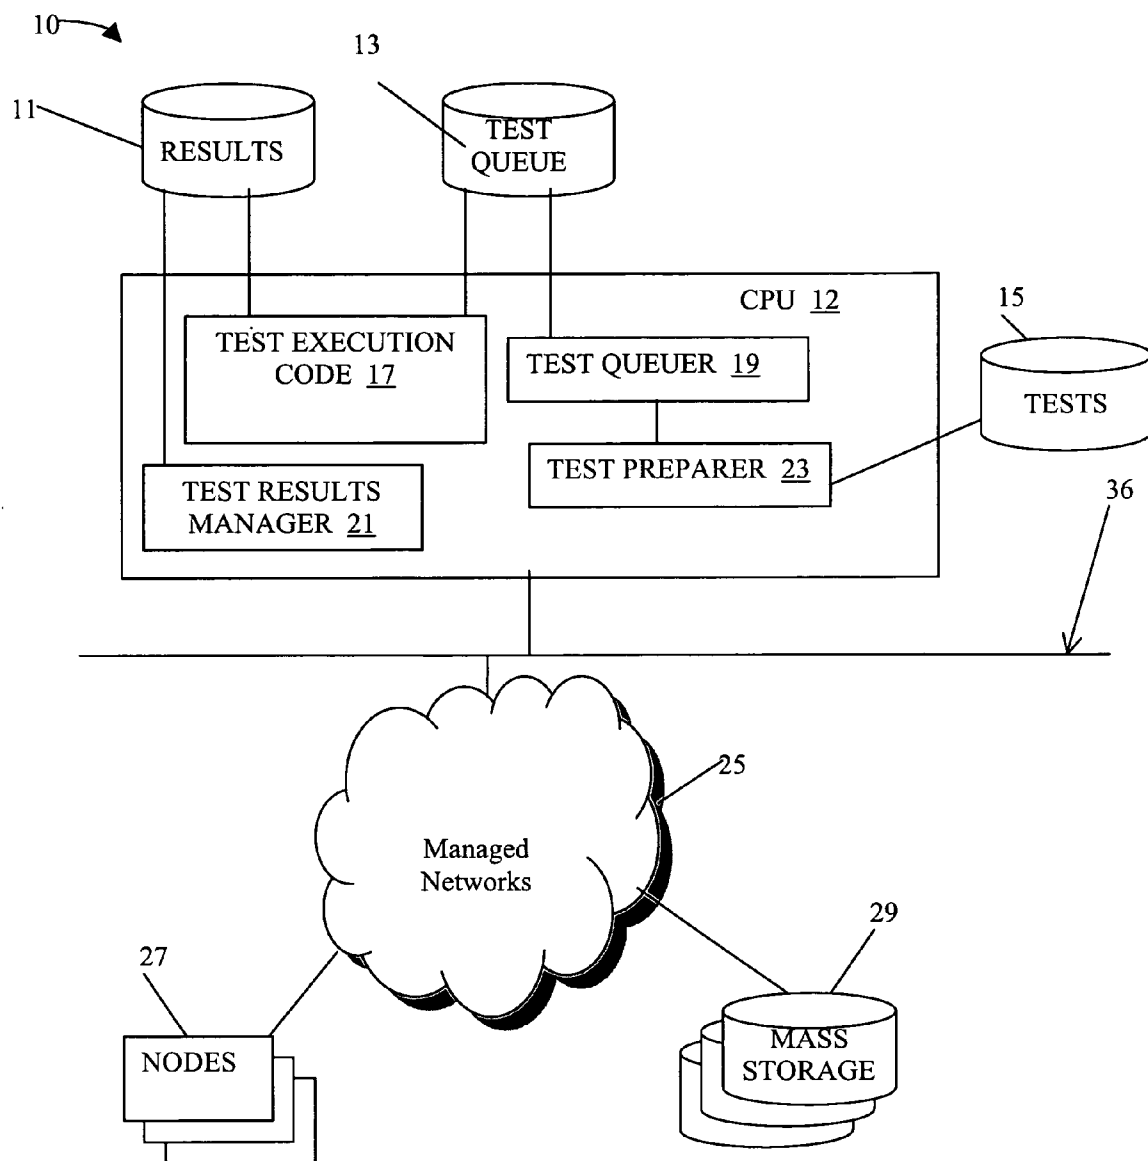 10
13
11
RESULTS
TEST
QUEUE
CPU 12
15
TEST EXECUTION
CODE 17
TEST QUEUER 19
TESTS
TEST PREPARER 23
TEST RESULTS
MANAGER 21
36
25
Managed
Networks
27
29
NODES
MASS
STORAGE